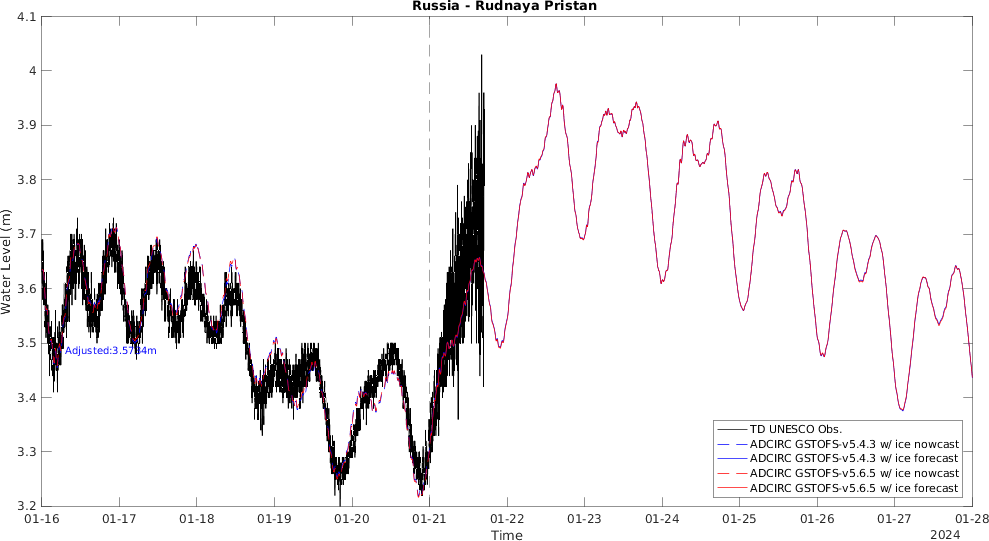 Russia - Rudnaya Pristan
4.1
4
3.9
3.8
3.7
3.6
3.5
3.4
3.3
3.2
Water Level (m)
TD UNESCO Obs.
ADCIRC GSTOFS-v5.4.3 w/ ice nowcast
ADCIRC GSTOFS-v5.4.3 w/ ice forecast
ADCIRC GSTOFS-v5.6.5 w/ ice nowcast
ADCIRC GSTOFS-v5.6.5 w/ ice forecast
01-16 01-17 01-18 01-19 01-20 01-21 01-22 01-23 01-24 01-25 01-26 01-27 01-28
Time
2024